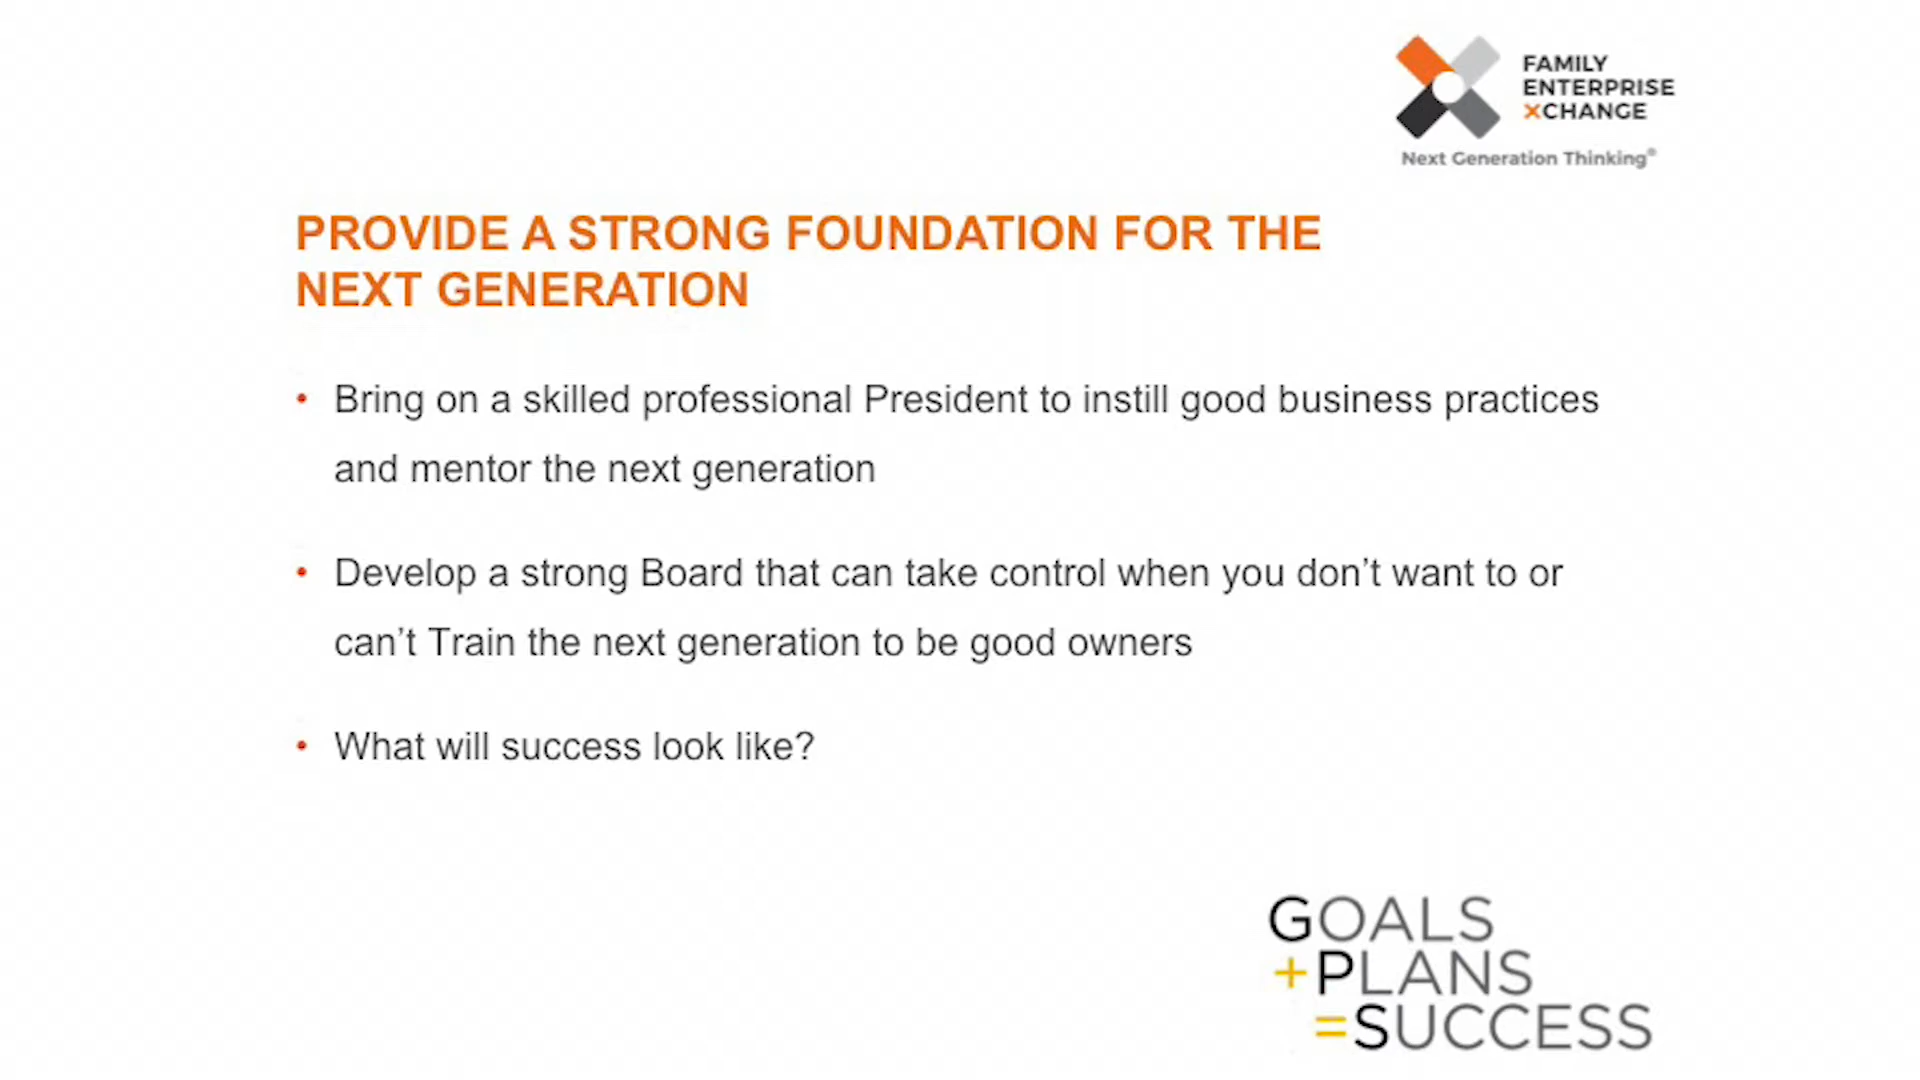 FAMILY
ENTERPRISE
XCHANGE
Next Generation Thinking®
PROVIDE A STRONG FOUNDATION FOR THE
NEXT GENERATION
• Bring on a skilled professional President to instill good business practices
and mentor the next generation
• Develop a strong Board that can take control when you don’t want to or
can’t Train the next generation to be good owners
• What will success look like?
GOALS
+PLANS
=SUCCESS